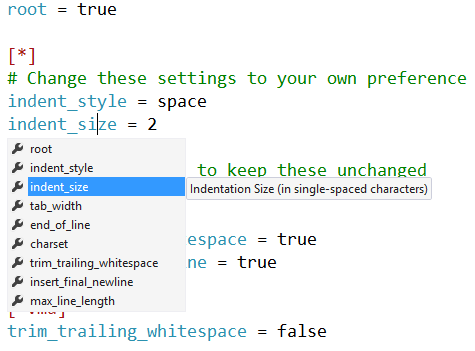 root = true
[*]
# Change these settings to your own preference
indent_style = space
indent_size = 2
root
indent_style
to keep these unchanged
indent_size
Indentation Size (in single-spaced characters)
tab_width
end_of_line
espace = true
charset
trim_trailing_whitespace
ne = true
insert_final_newline
max_line_length
trim_trailing_whitespace = false